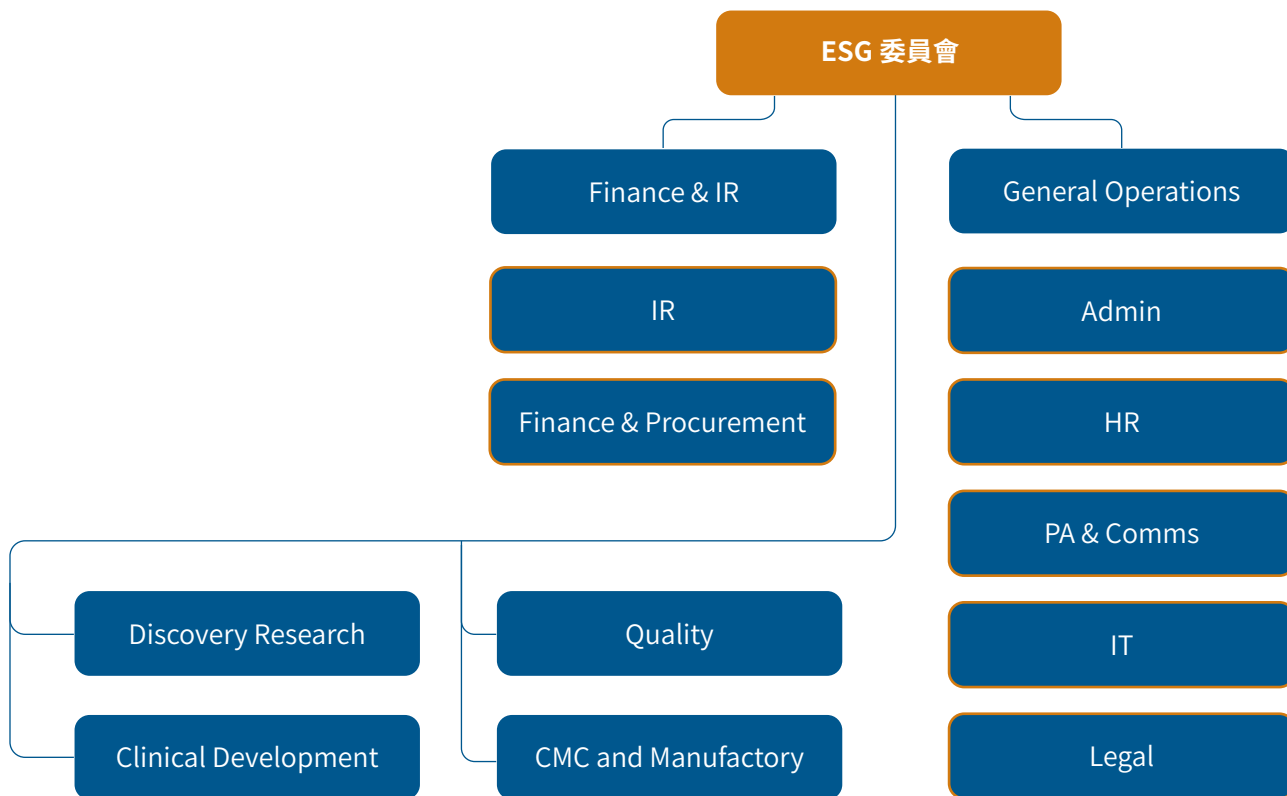 ESG 委員會
Finance & IR
General Operations
IR
Admin
Finance & Procurement
HR
PA & Comms
Discovery Research
Quality
IT
Clinical Development
CMC and Manufactory
Legal